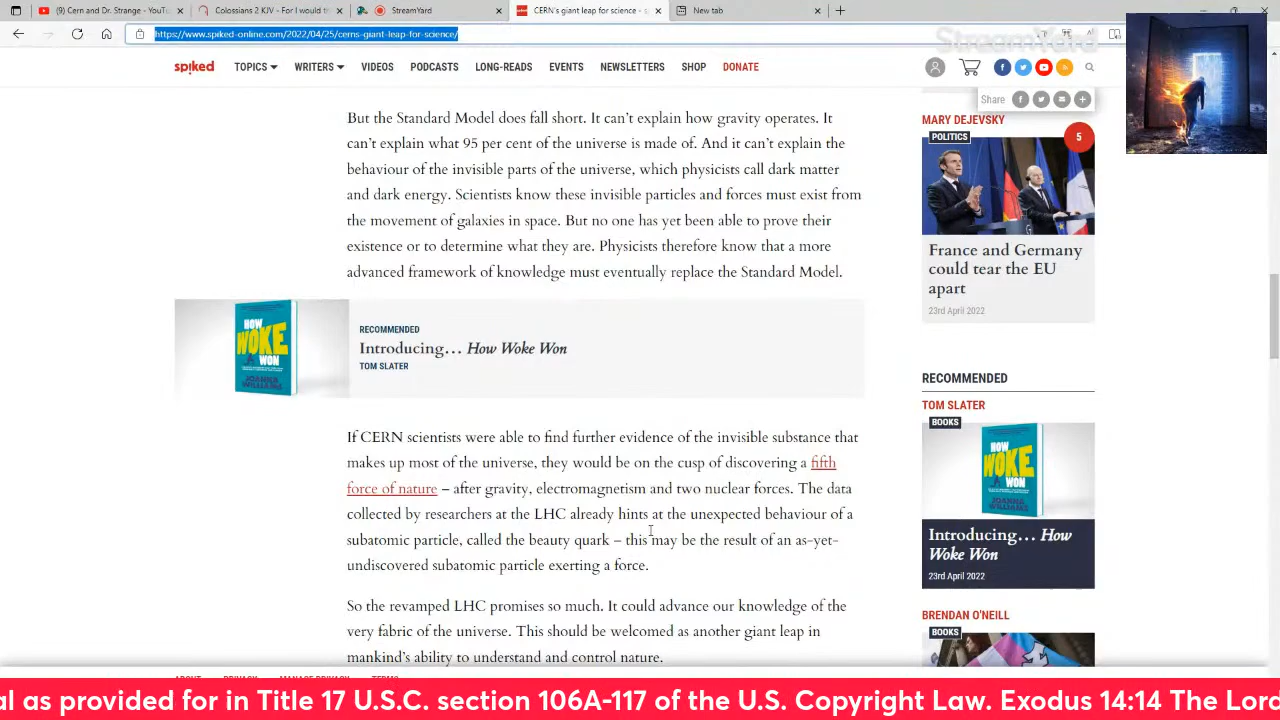 (9) Cern and Dr. Strange - YouTube
Colossians 2 KJV - For I would th
StreamYard
CERN's giant leap for science - sp
New tab
https://www.spiked-online.com/2022/04/25/cerns-giant-leap-for-science/
StreamYard
spiked
TOPICS
WRITERS
VIDEOS
PODCASTS
LONG-READS
EVENTS
NEWSLETTERS
SHOP
DONATE
Share
But the Standard Model does fall short. It can't explain how gravity operates. It
can't explain what 95 per cent of the universe is made of. And it can't explain the
behaviour of the invisible parts of the universe, which physicists call dark matter
and dark energy. Scientists know these invisible particles and forces must exist from
the movement of galaxies in space. But no one has yet been able to prove their
existence or to determine what they are. Physicists therefore know that a more
advanced framework of knowledge must eventually replace the Standard Model.
HOW
WOKE
WON
JOANNA
WILLIAMS
RECOMMENDED
Introducing… How Woke Won
TOM SLATER
If CERN scientists were able to find further evidence of the invisible substance that
makes up most of the universe, they would be on the cusp of discovering a fifth
force of nature – after gravity, electromagnetism and two nuclear forces. The data
collected by researchers at the LHC already hints at the unexpected behaviour of a
subatomic particle, called the beauty quark – this may be the result of an as-yet-
undiscovered subatomic particle exerting a force.
So the revamped LHC promises so much. It could advance our knowledge of the
very fabric of the universe. This should be welcomed as another giant leap in
mankind's ability to understand and control nature.
MARY DEJEVSKY
POLITICS
5
France and Germany
could tear the EU
apart
23rd April 2022
RECOMMENDED
TOM SLATER
BOOKS
HOW
WOKE
WON
JOANNA
WILLIAMS
Introducing… How
Woke Won
23rd April 2022
BRENDAN O'NEILL
BOOKS
al as provided for in Title 17 U.S.C. section 106A-117 of the U.S. Copyright Law. Exodus 14:14 The Lord